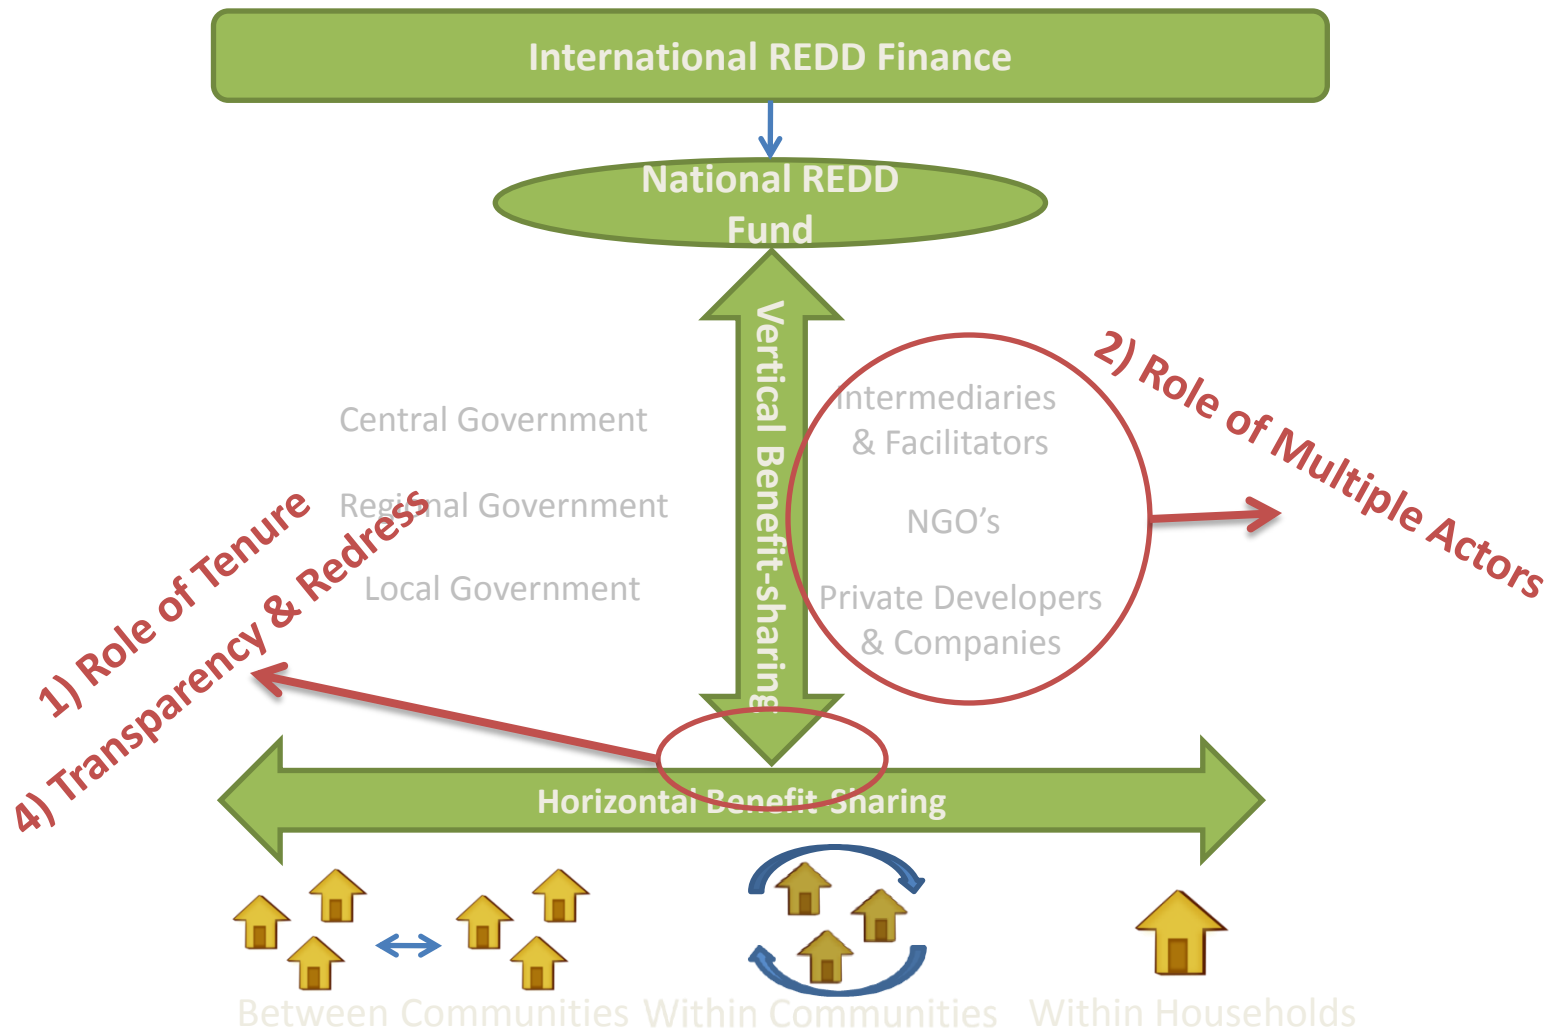 International REDD Finance
National REDD
Fund
Vertical Benefit-sharing
2) Role of Multiple Actors
Intermediaries
& Facilitators
Central Government
Regional Government
NGO's
Local Government
Private Developers
& Companies
1) Role of Tenure
4) Transparency & Redress
Horizontal Benefit-Sharing
Between Communities
Within Communities
Within Households